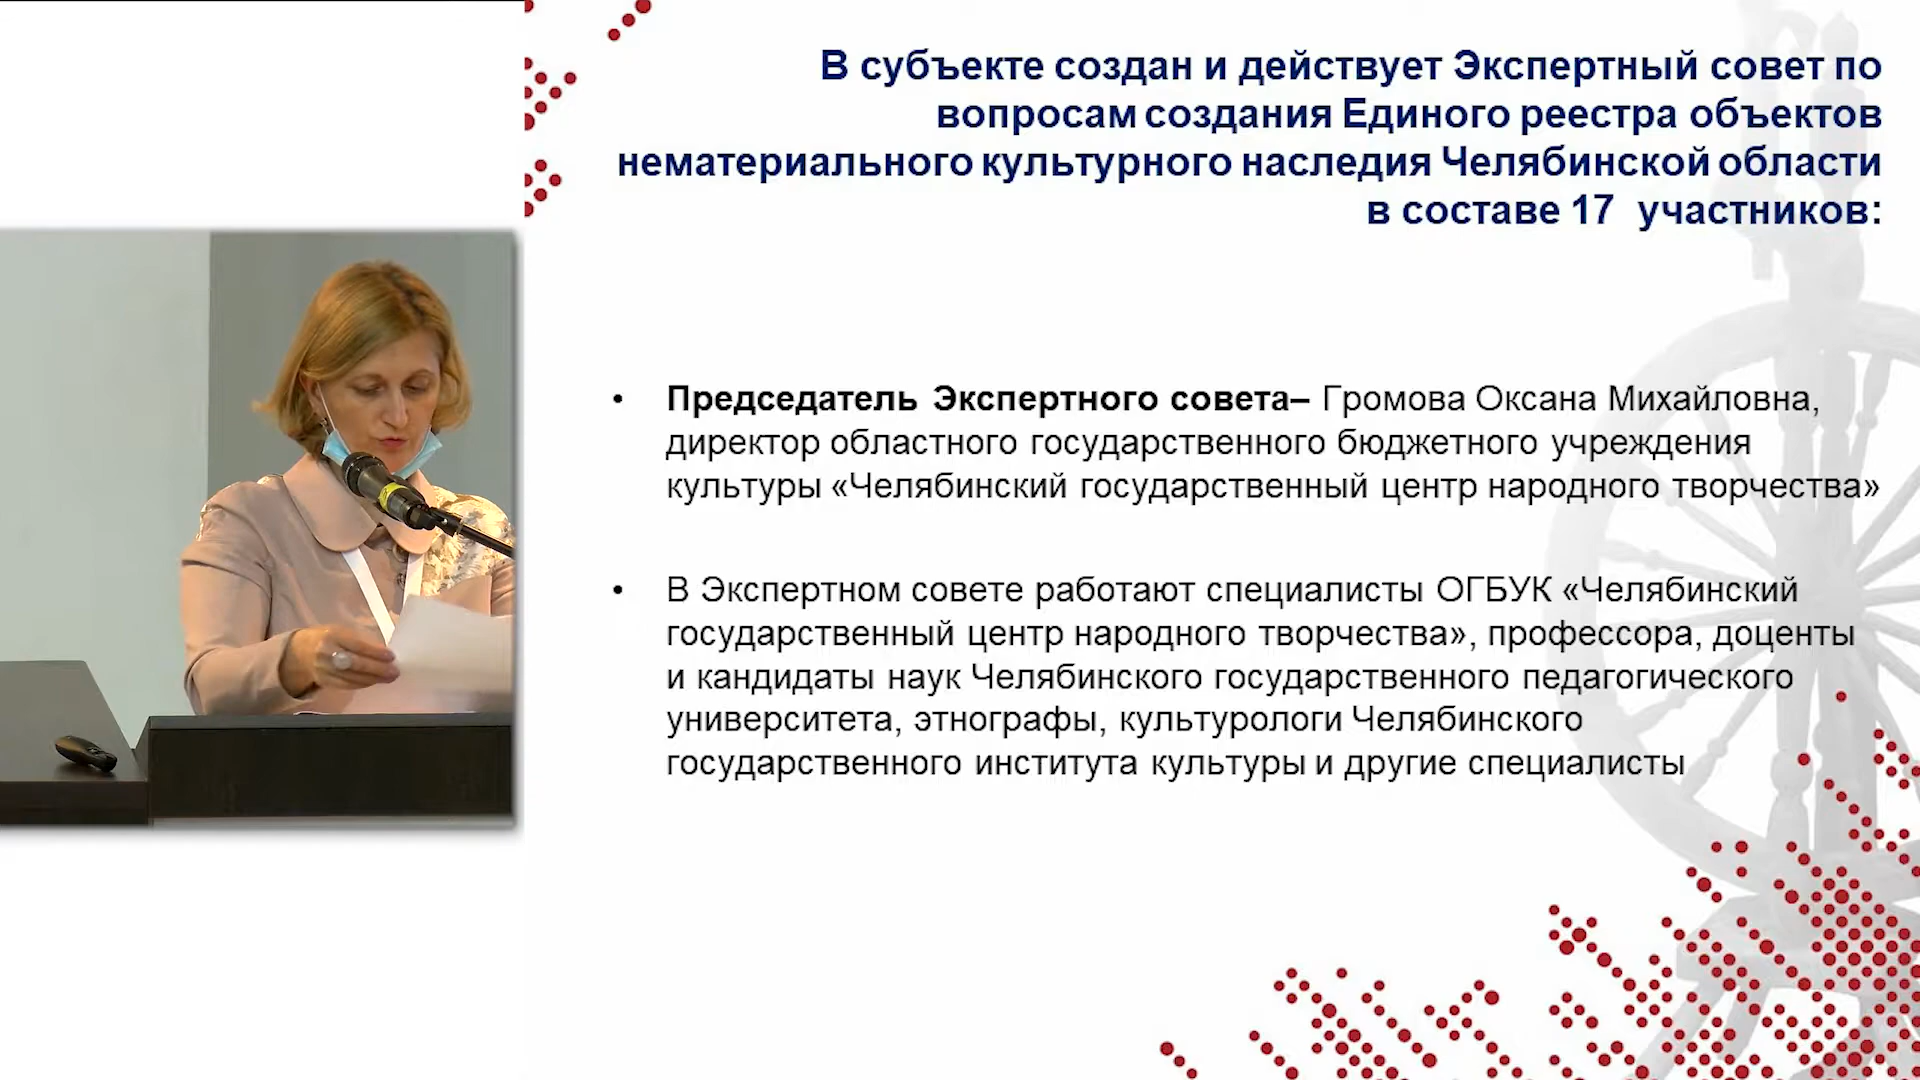 В субъекте создан и действует Экспертный совет по
вопросам создания Единого реестра объектов
нематериального культурного наследия Челябинской области
в составе 17 участников:
• Председатель Экспертного совета– Громова Оксана Михайловна,
директор областного государственного бюджетного учреждения
культуры «Челябинский государственный центр народного творчества»
• В Экспертном совете работают специалисты ОГБУК «Челябинский
государственный центр народного творчества», профессора, доценты
и кандидаты наук Челябинского государственного педагогического
университета, этнографы, культурологи Челябинского
государственного института культуры и другие специалисты